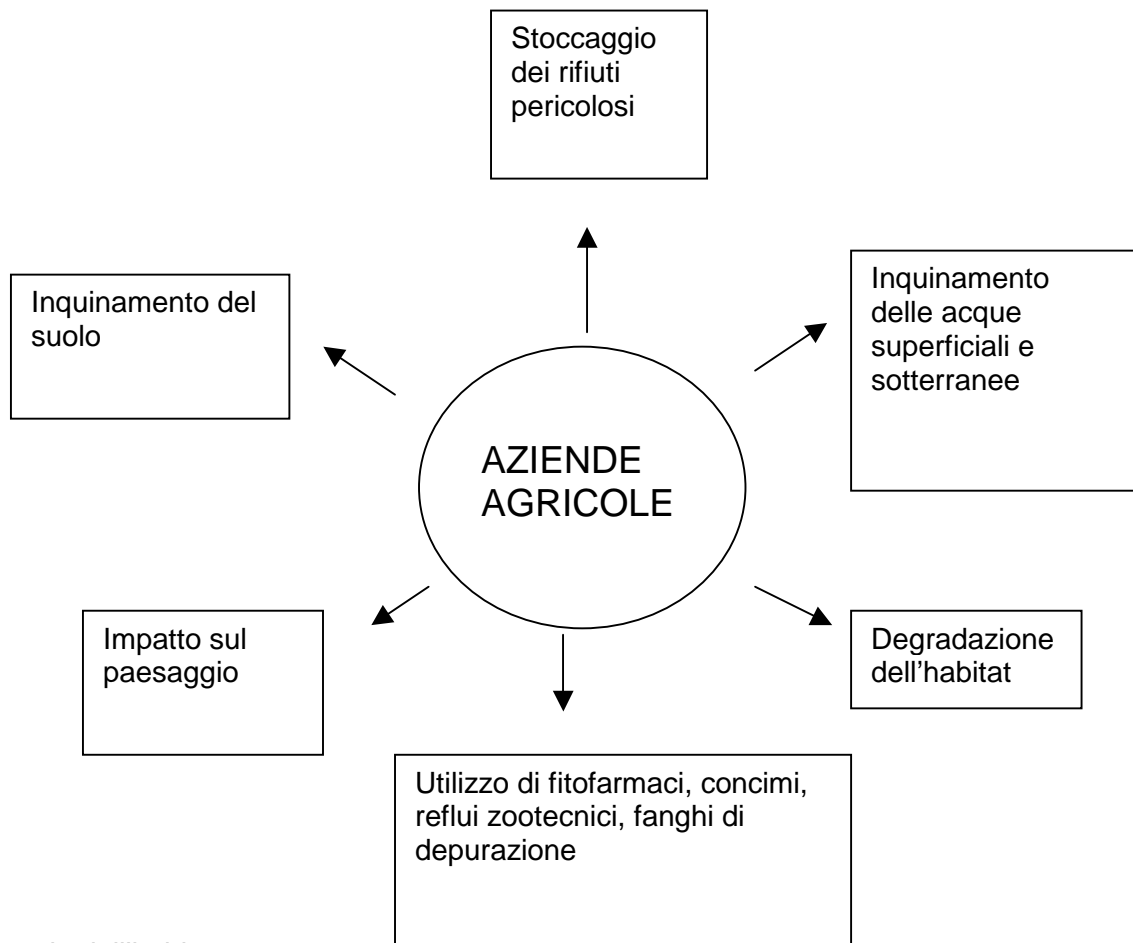 Stoccaggio
dei rifiuti
pericolosi
Inquinamento del
suolo
Inquinamento
delle acque
superficiali e
sotterranee
AZIENDE
AGRICOLE
Impatto sul
paesaggio
Degradazione
dell'habitat
Utilizzo di fitofarmaci, concimi,
reflui zootecnici, fanghi di
depurazione